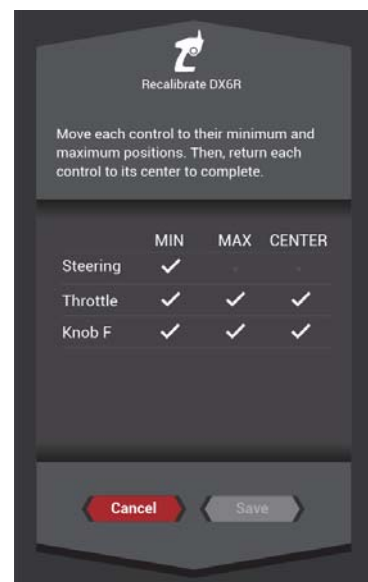 Recalibrate DX6R
Move each control to their minimum and
maximum positions. Then, return each
control to its center to complete.
MIN MAX CENTER
Steering
Throttle
Knob F
Cancel Save